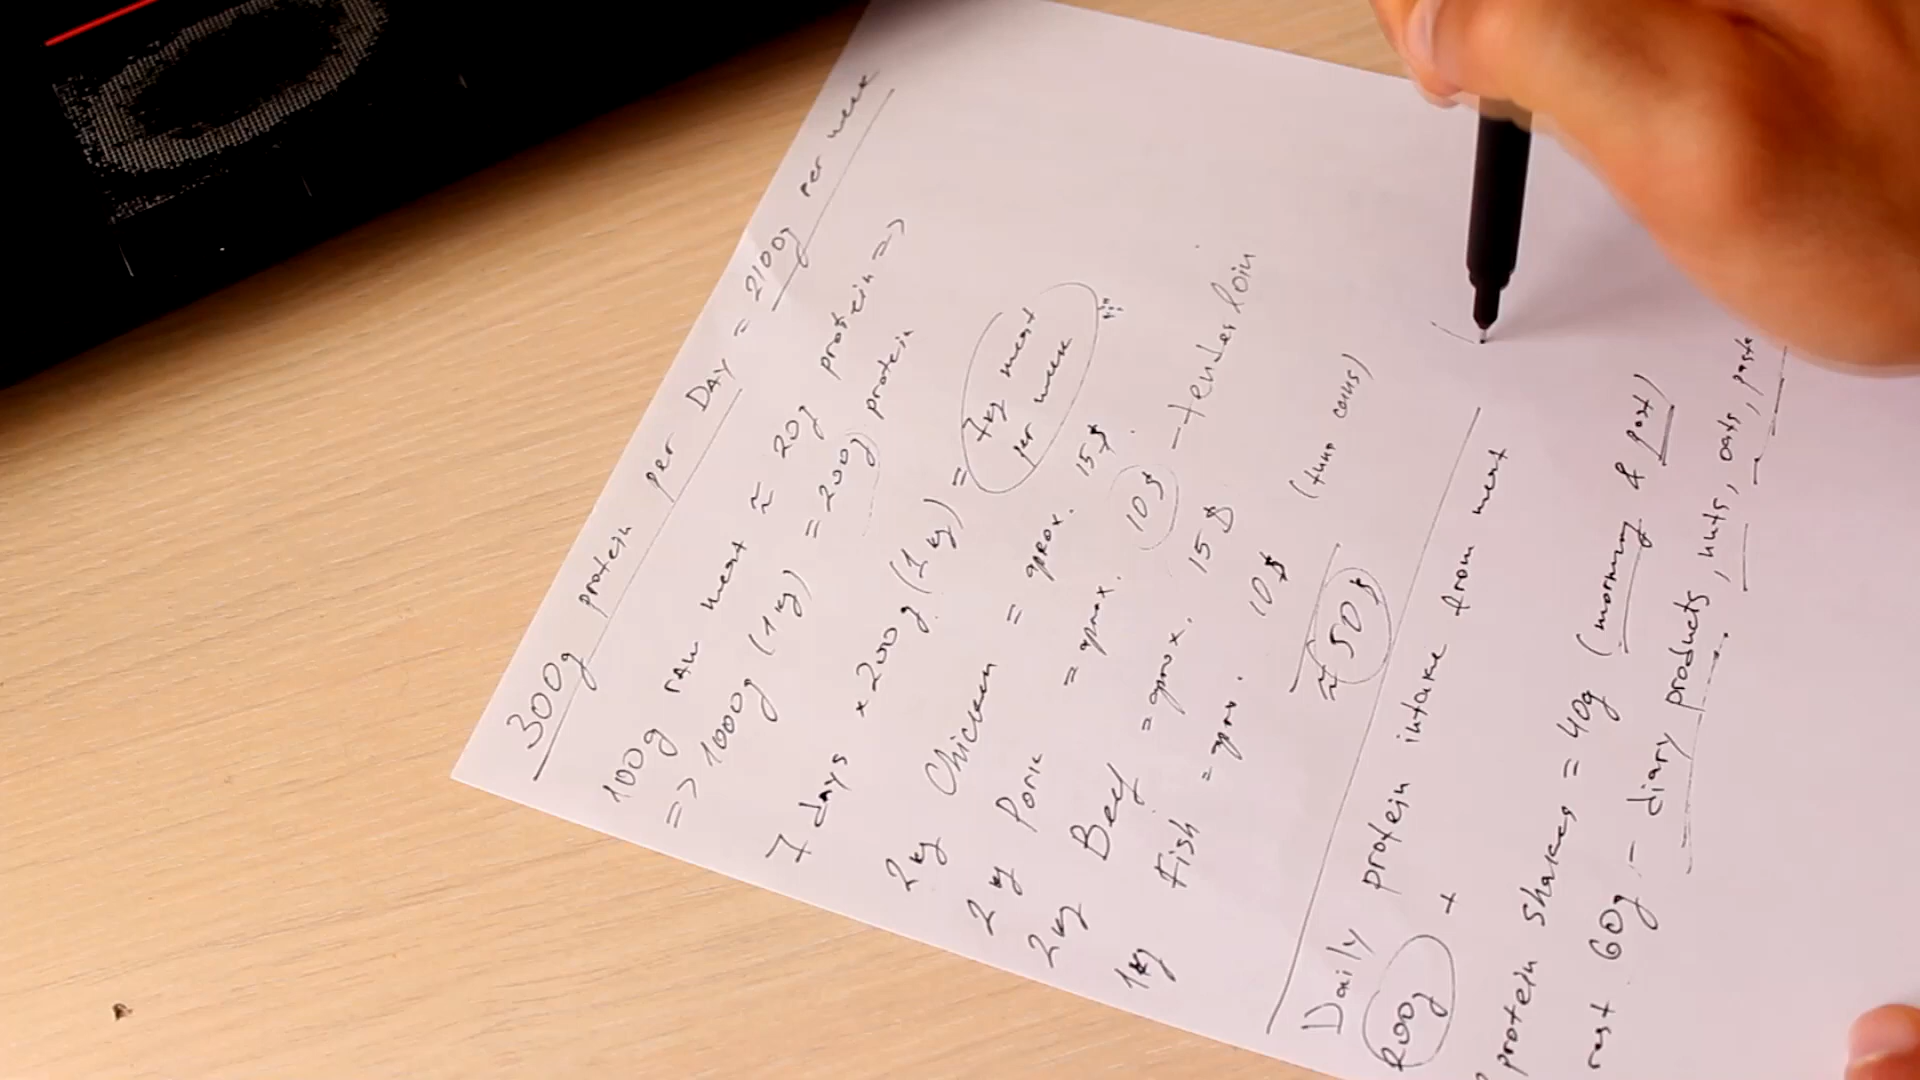 300g protein per DAY = 2100g per week
100g raw meat ≈ 20g protein =>
=> 1000g (1kg) = 200g protein
7 days × 200g (1kg) = 7kg meat per week
2kg Chicken = aprox. 15$
2kg Pork = aprox. 10$ - tenderloin
2kg Beef = aprox. 15$
1kg Fish = apro. 10$ (tuna cans)
≈ 50$
Daily protein intake from meat
200g +
protein shakes = 40g (morning & post)
rest 60g - diary products, nuts, oats, paste